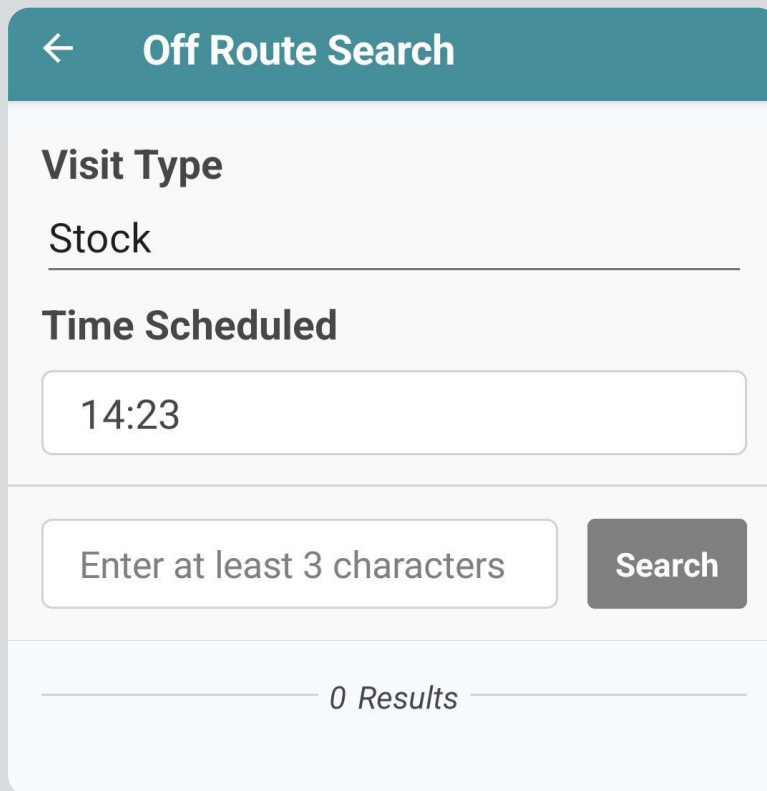 Off Route Search
Visit Type
Stock
Time Scheduled
14:23
Enter at least 3 characters
Search
0 Results